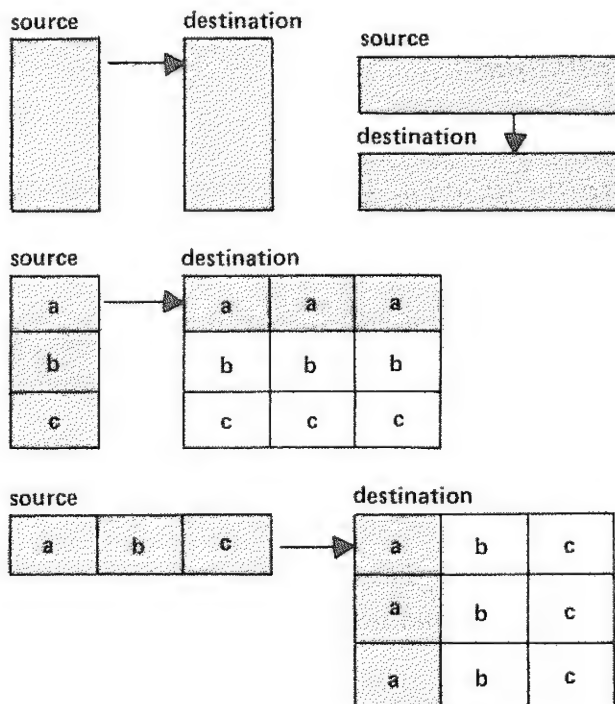 source destination
source
destination
source destination
a a a a
b b b b
c c c c
source destination
a b c a b c
a b c
a b c